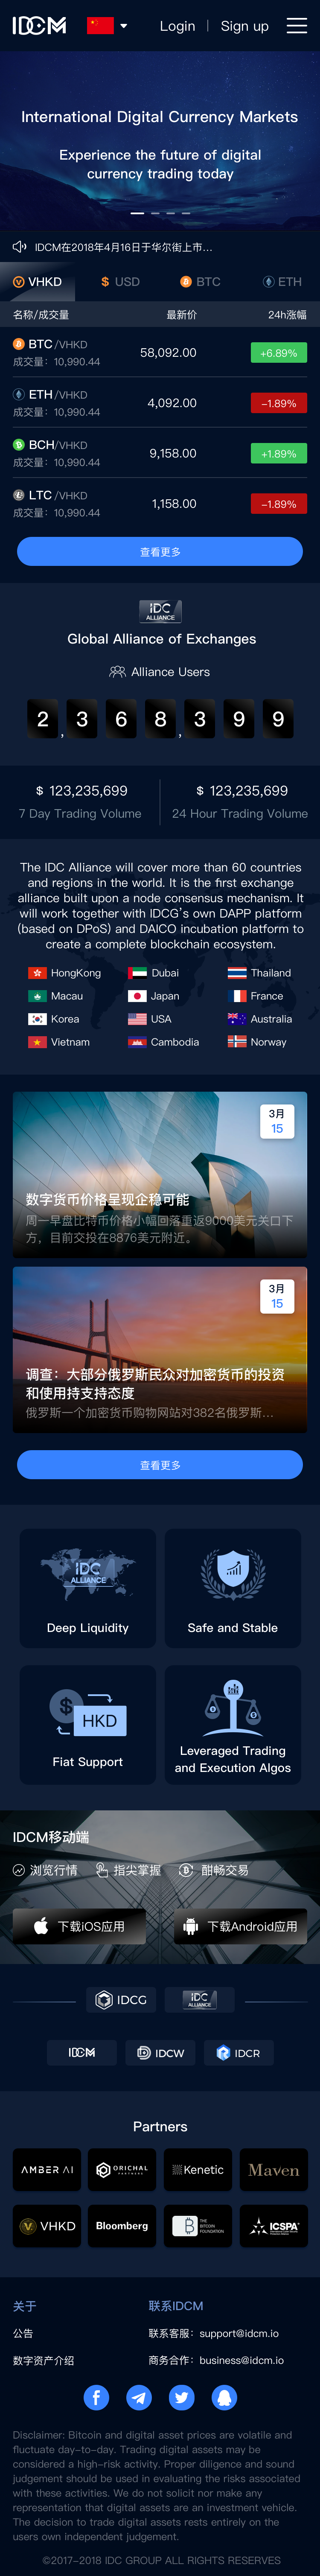 IDCM
Login | Sign up
International Digital Currency Markets
Experience the future of digital
currency trading today
IDCM在2018年4月16日于华尔街上市...
VHKD $ USD BTC ETH
名称/成交量 最新价 24h涨幅
BTC/VHKD 58,092.00 +6.89%
成交量：10,990.44
ETH/VHKD 4,092.00 -1.89%
成交量：10,990.44
BCH/VHKD 9,158.00 +1.89%
成交量：10,990.44
LTC/VHKD 1,158.00 -1.89%
成交量：10,990.44
查看更多
IDC
ALLIANCE
Global Alliance of Exchanges
Alliance Users
2,368,399
$ 123,235,699 $ 123,235,699
7 Day Trading Volume 24 Hour Trading Volume
The IDC Alliance will cover more than 60 countries
and regions in the world. It is the first exchange
alliance built upon a node consensus mechanism. It
will work together with IDCG's own DAPP platform
(based on DPoS) and DAICO incubation platform to
create a complete blockchain ecosystem.
HongKong Dubai Thailand
Macau Japan France
Korea USA Australia
Vietnam Cambodia Norway
3月
15
数字货币价格呈现企稳可能
周一早盘比特币价格小幅回落重返9000美元关口下
方，目前交投在8876美元附近。
3月
15
调查：大部分俄罗斯民众对加密货币的投资
和使用持支持态度
俄罗斯一个加密货币购物网站对382名俄罗斯...
查看更多
IDC
ALLIANCE
Deep Liquidity Safe and Stable
$
HKD
Fiat Support
Leveraged Trading
and Execution Algos
IDCM移动端
浏览行情 指尖掌握 酣畅交易
下载iOS应用 下载Android应用
IDCG IDC
ALLIANCE
IDCM IDCW IDCR
Partners
AMBER AI ORICHAL
PARTNERS Kenetic Maven
VHKD Bloomberg THE
BITCOIN
FOUNDATION ICSPA
关于 联系IDCM
公告 联系客服：support@idcm.io
数字资产介绍 商务合作：business@idcm.io
Disclaimer: Bitcoin and digital asset prices are volatile and
fluctuate day-to-day. Trading digital assets may be
considered a high-risk activity. Proper diligence and sound
judgement should be used in evaluating the risks associated
with these activities. We do not solicit nor make any
representation that digital assets are an investment vehicle.
The decision to trade digital assets rests entirely on the
users own independent judgement.
©2017-2018 IDC GROUP ALL RIGHTS RESERVES